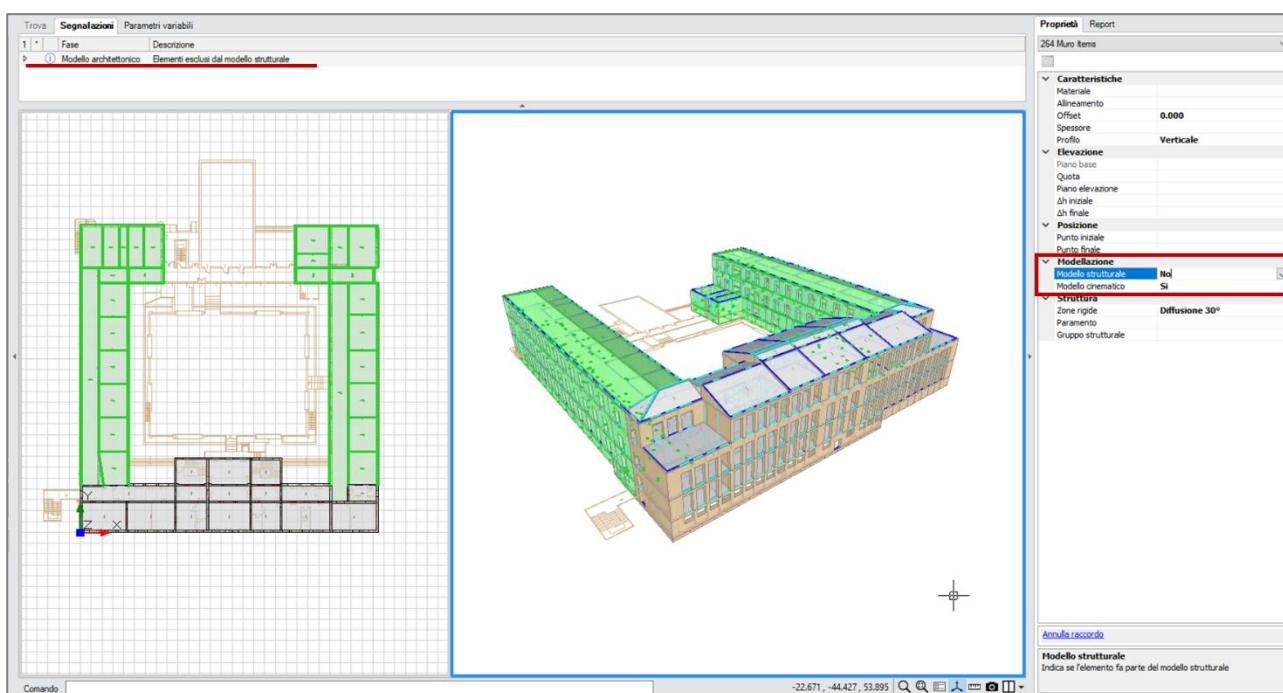 Trova Segnalazioni Parametri variabili
1 * Fase Descrizione
Modello architettonico Elementi esclusi dal modello strutturale
Y
Z X
Comando
-22.671 , -44.427 , 53.895
Proprietà Report
264 Muro Items
Caratteristiche
Materiale
Allineamento
Offset 0.000
Spessore
Profilo Verticale
Elevazione
Piano base
Quota
Piano elevazione
Δh iniziale
Δh finale
Posizione
Punto iniziale
Punto finale
Modellazione
Modello strutturale No
Modello cinematico Sì
Struttura
Zone rigide Diffusione 30°
Paramento
Gruppo strutturale
Annulla raccordo
Modello strutturale
Indica se l'elemento fa parte del modello strutturale